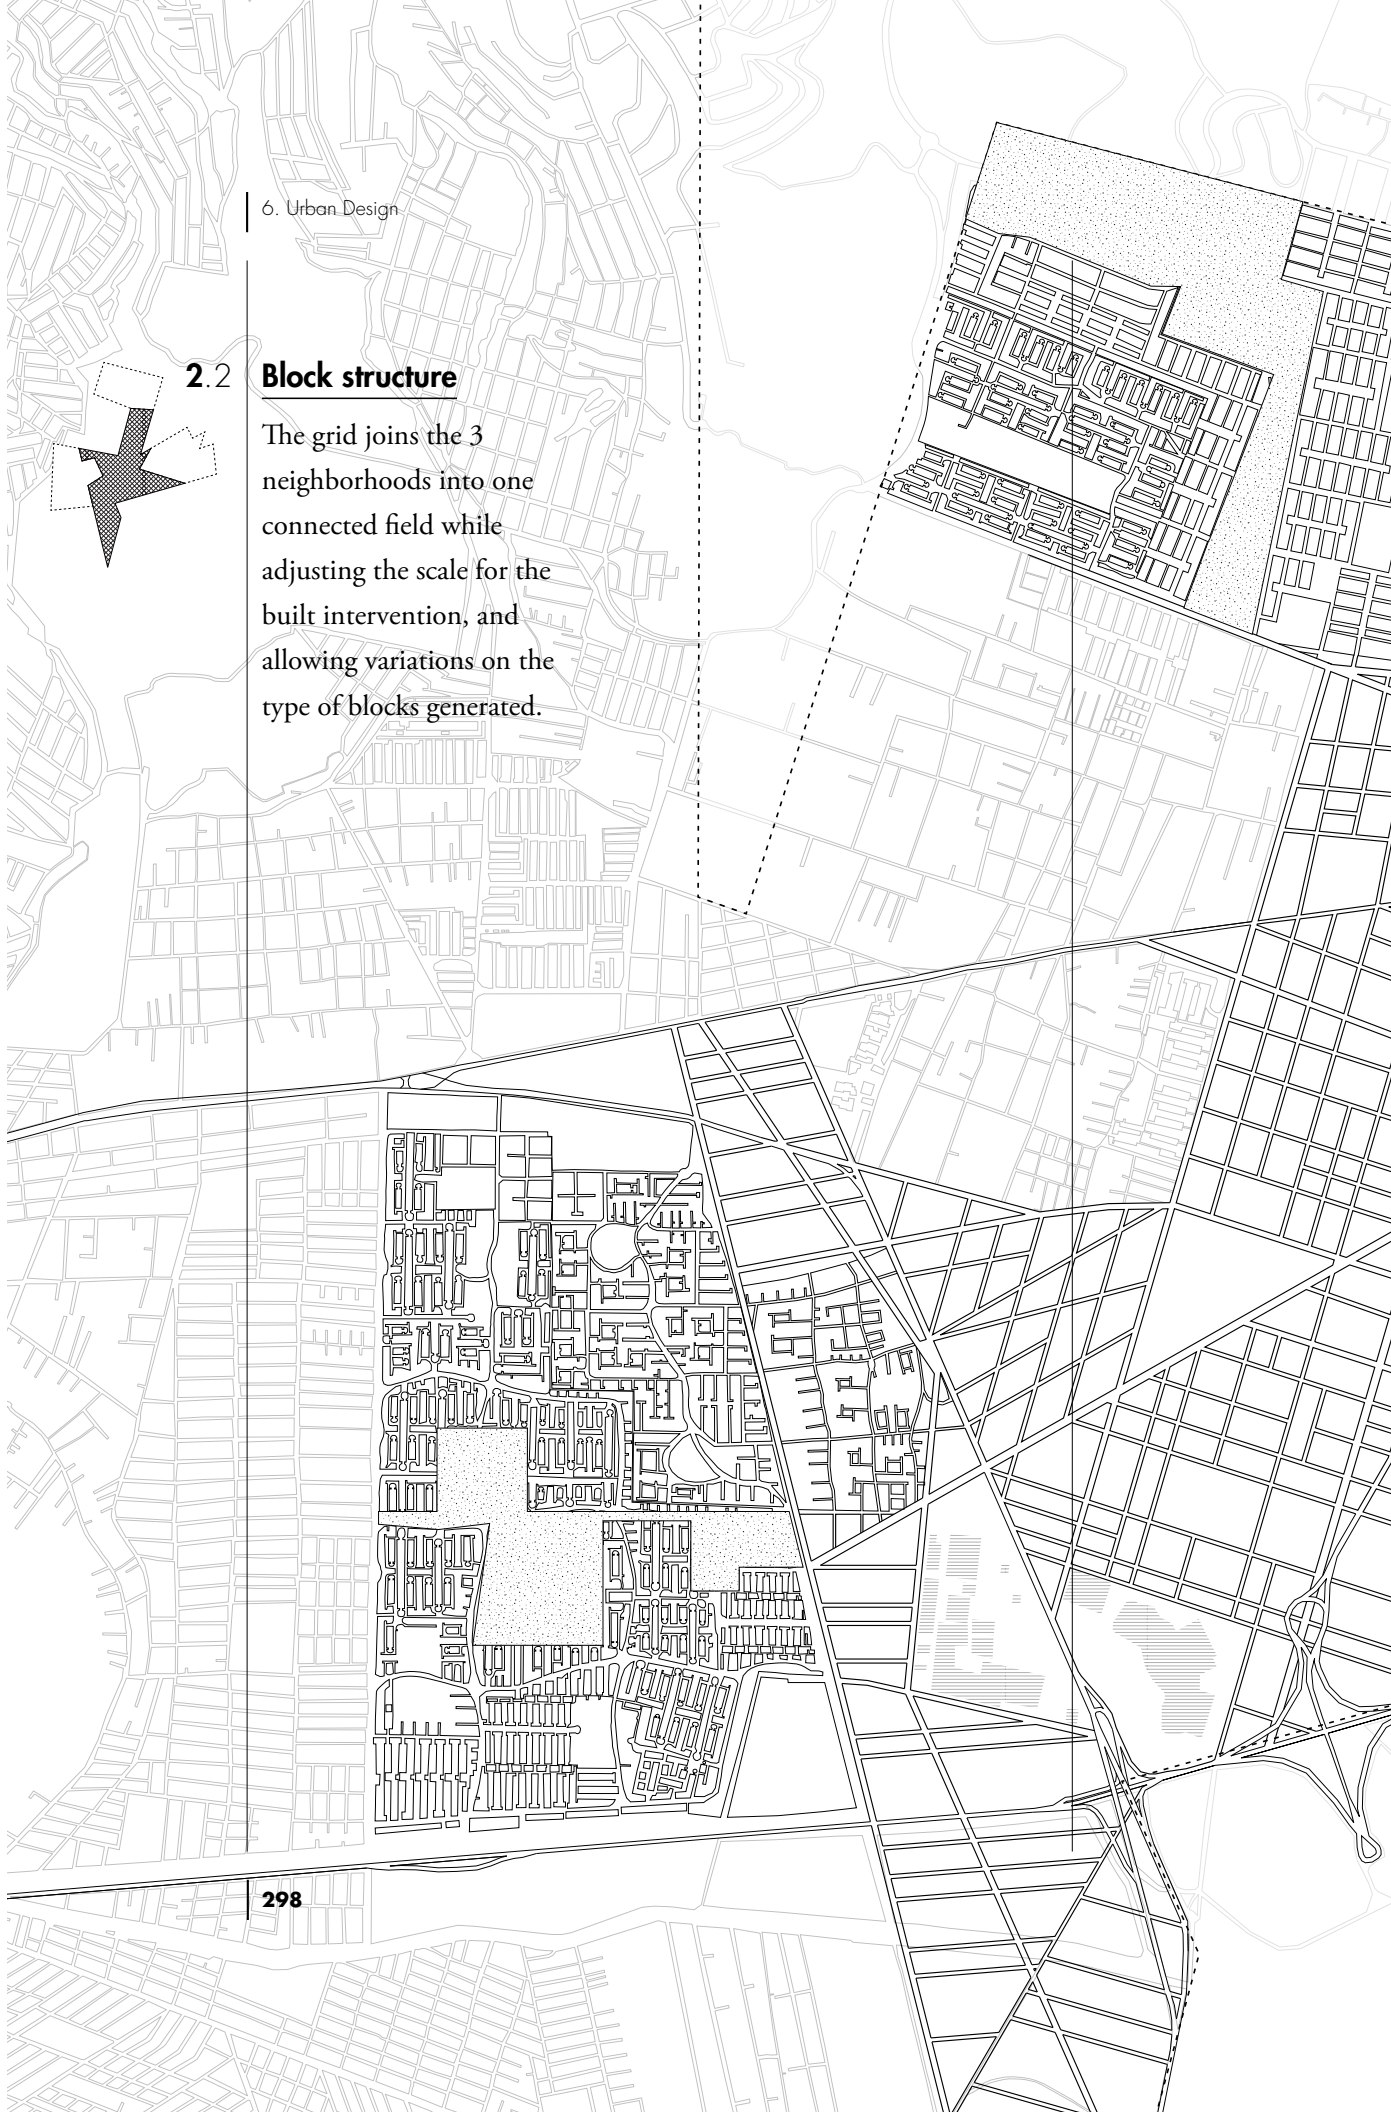 6. Urban Design
2.2 Block structure
The grid joins the 3
neighborhoods into one
connected field while
adjusting the scale for the
built intervention, and
allowing variations on the
type of blocks generated.
298